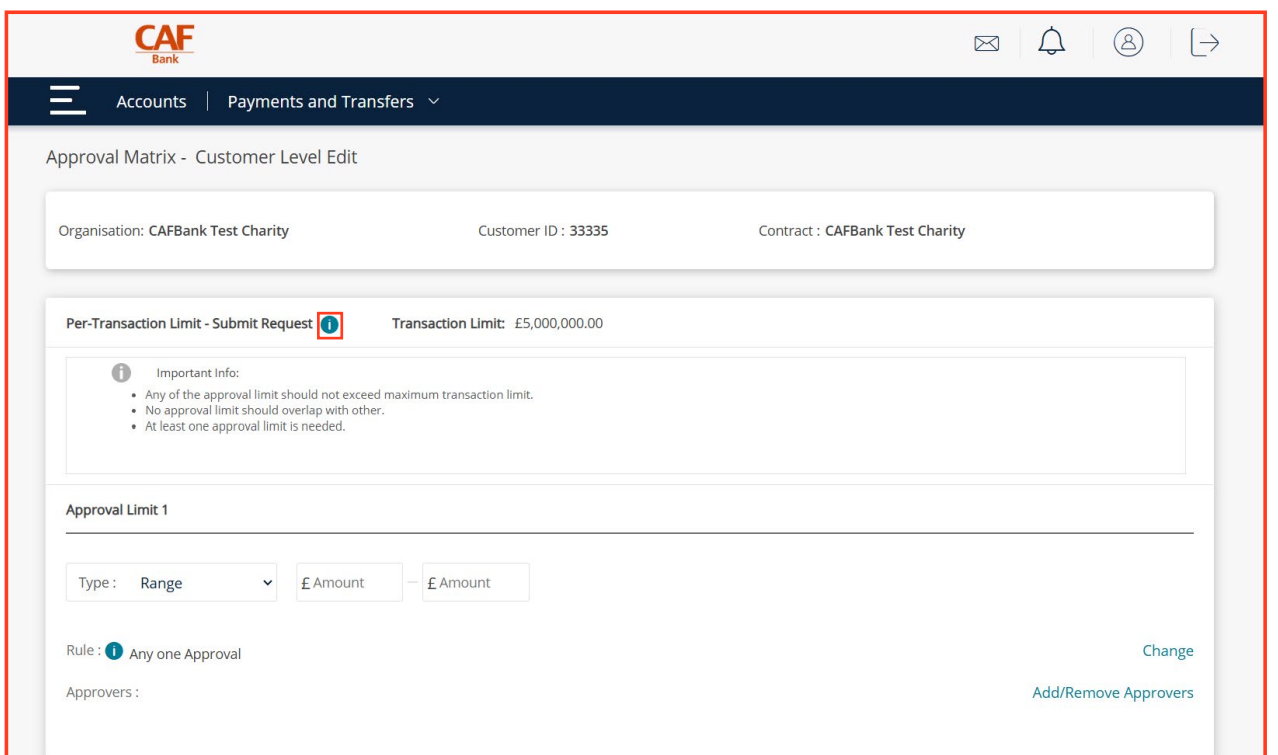 CAF
Bank
Accounts Payments and Transfers
Approval Matrix - Customer Level Edit
Organisation: CAFBank Test Charity Customer ID : 33335 Contract : CAFBank Test Charity
Per-Transaction Limit - Submit Request i Transaction Limit: £5,000,000.00
i Important Info:
• Any of the approval limit should not exceed maximum transaction limit.
• No approval limit should overlap with other.
• At least one approval limit is needed.
Approval Limit 1
Type : Range £ Amount – £ Amount
Rule : i Any one Approval Change
Approvers : Add/Remove Approvers